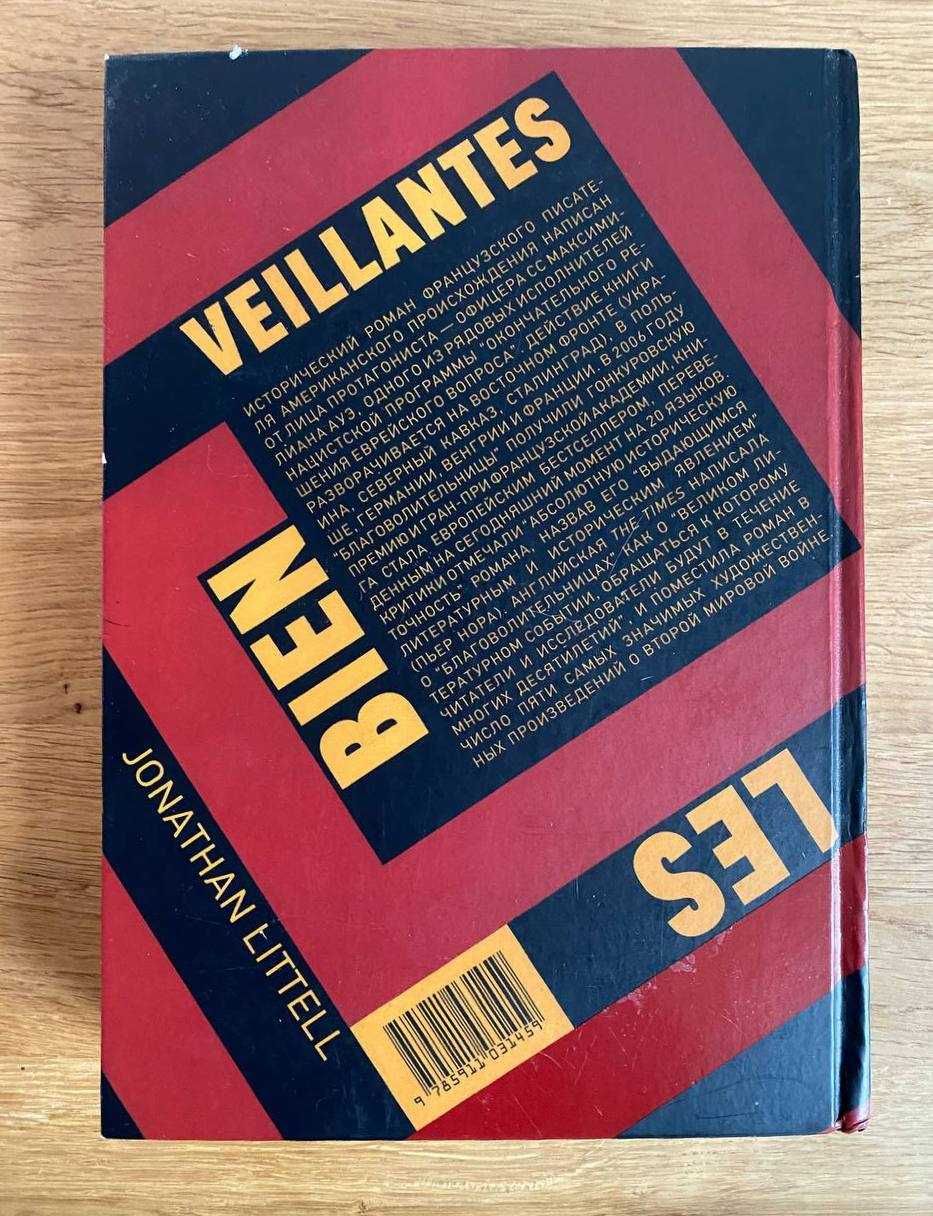 LES
BIEN
VEILLANTES
ИСТОРИЧЕСКИЙ РОМАН ФРАНЦУЗСКОГО ПИСАТЕ-
ЛЯ АМЕРИКАНСКОГО ПРОИСХОЖДЕНИЯ НАПИСАН
ОТ ЛИЦА ПРОТАГОНИСТА — ОФИЦЕРА СС МАКСИМИ-
ЛИАНА АУЭ, ОДНОГО ИЗ РЯДОВЫХ ИСПОЛНИТЕЛЕЙ
НАЦИСТСКОЙ ПРОГРАММЫ "ОКОНЧАТЕЛЬНОГО РЕ-
ШЕНИЯ ЕВРЕЙСКОГО ВОПРОСА". ДЕЙСТВИЕ КНИГИ
РАЗВОРАЧИВАЕТСЯ НА ВОСТОЧНОМ ФРОНТЕ (УКРА-
ИНА, СЕВЕРНЫЙ КАВКАЗ, СТАЛИНГРАД), В ПОЛЬ-
ШЕ, ГЕРМАНИИ, ВЕНГРИИ И ФРАНЦИИ. В 2006 ГОДУ
"БЛАГОВОЛИТЕЛЬНИЦЫ" ПОЛУЧИЛИ ГОНКУРОВСКУЮ
ПРЕМИЮ И ГРАН-ПРИ ФРАНЦУЗСКОЙ АКАДЕМИИ. КНИ-
ГА СТАЛА ЕВРОПЕЙСКИМ БЕСТСЕЛЛЕРОМ, ПЕРЕВЕ-
ДЕННЫМ НА СЕГОДНЯШНИЙ МОМЕНТ НА 20 ЯЗЫКОВ.
КРИТИКИ ОТМЕЧАЛИ "АБСОЛЮТНУЮ ИСТОРИЧЕСКУЮ
ТОЧНОСТЬ" РОМАНА, НАЗВАВ ЕГО "ВЫДАЮЩИМСЯ
ЛИТЕРАТУРНЫМ И ИСТОРИЧЕСКИМ ЯВЛЕНИЕМ"
(ПЬЕР НОРА). АНГЛИЙСКАЯ THE TIMES НАПИСАЛА
О "БЛАГОВОЛИТЕЛЬНИЦАХ" КАК О "ВЕЛИКОМ ЛИ-
ТЕРАТУРНОМ СОБЫТИИ, ОБРАЩАТЬСЯ К КОТОРОМУ
ЧИТАТЕЛИ И ИССЛЕДОВАТЕЛИ БУДУТ В ТЕЧЕНИЕ
МНОГИХ ДЕСЯТИЛЕТИЙ", И ПОМЕСТИЛА РОМАН В
ЧИСЛО ПЯТИ САМЫХ ЗНАЧИМЫХ ХУДОЖЕСТВЕН-
НЫХ ПРОИЗВЕДЕНИЙ О ВТОРОЙ МИРОВОЙ ВОЙНЕ.
JONATHAN LITTELL
9 785911 031459